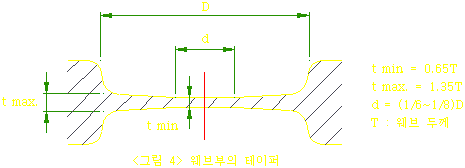 D
d
t max.
t min
t min = 0.65T
t max = 1.35T
d = (1/6~1/8)D
T : 웨브 두께
<그림 4> 웨브부의 테이퍼